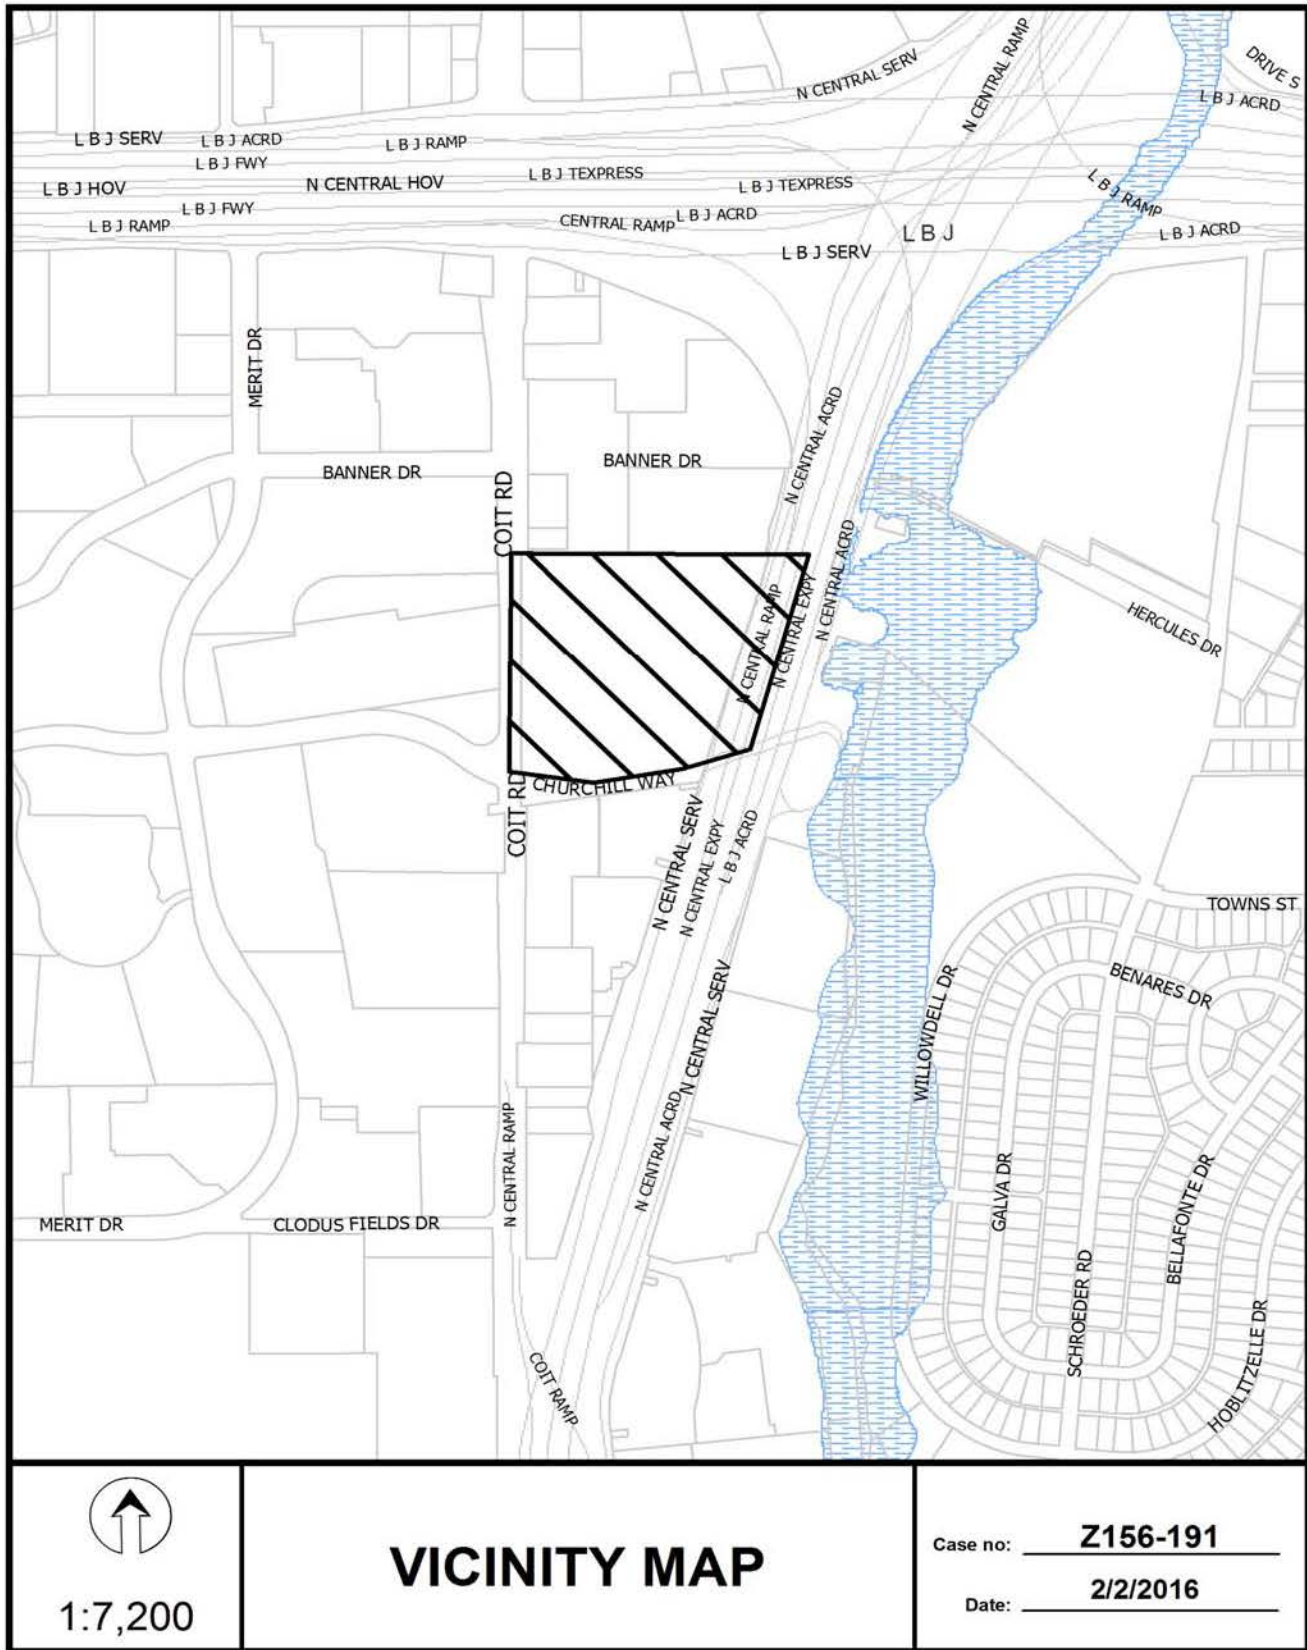 N CENTRAL SERV
N CENTRAL RAMP
DRIVE S
L B J ACRD
L B J SERV
L B J ACRD
L B J RAMP
L B J FWY
L B J TEXPRESS
L B J HOV
N CENTRAL HOV
L B J TEXPRESS
L B J RAMP
L B J FWY
L B J RAMP
CENTRAL RAMP
L B J ACRD
L B J
L B J ACRD
L B J SERV
MERIT DR
N CENTRAL ACRD
BANNER DR
BANNER DR
COIT RD
N CENTRAL ACRD
N CENTRAL RAMP
N CENTRAL EXPY
HERCULES DR
COIT RD
CHURCHILL WAY
N CENTRAL SERV
N CENTRAL EXPY
L B J ACRD
TOWNS ST
BENARES DR
WILLOWDELL DR
N CENTRAL SERV
N CENTRAL ACRD
N CENTRAL RAMP
GALVA DR
BELLAFONTE DR
MERIT DR
CLODUS FIELDS DR
SCHROEDER RD
HOBLITZELLE DR
COIT RAMP
1:7,200
VICINITY MAP
Case no: Z156-191
Date: 2/2/2016